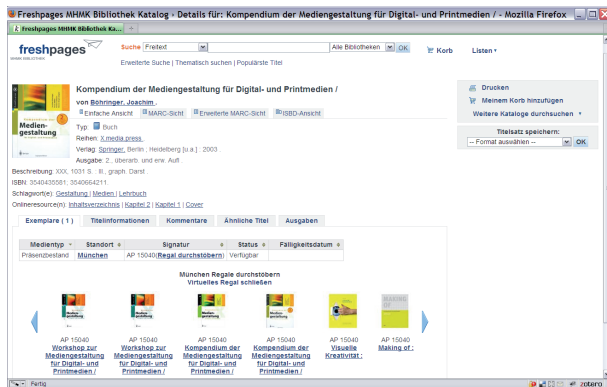 Freshpages MHMK Bibliothek Katalog - Details für: Kompendium der Mediengestaltung für Digital- und Printmedien / - Mozilla Firefox
Freshpages MHMK Bibliothek Ka...
freshpages
MHMK BIBLIOTHEKEN
Suche Freitext Alle Bibliotheken OK
Korb Listen
Erweiterte Suche | Thematisch suchen | Populärste Titel
Kompendium der Mediengestaltung für Digital- und Printmedien /
von Böhringer, Joachim.
Einfache Ansicht MARC-Sicht Erweiterte MARC-Sicht ISBD-Ansicht
Typ: Buch
Reihen: X.media.press.
Verlag: Springer, Berlin ; Heidelberg [u.a.] : 2003 .
Ausgabe: 2., überarb. und erw. Aufl.
Medien-
gestaltung
Beschreibung: XXX, 1031 S. : Ill., graph. Darst.
ISBN: 3540435581; 3540664211.
Schlagwort(e): Gestaltung | Medien | Lehrbuch
Onlineresource(n): Inhaltsverzeichnis | Kapitel 2 | Kapitel 1 | Cover
Drucken
Meinem Korb hinzufügen
Weitere Kataloge durchsuchen
Titelsatz speichern:
-- Format auswählen -- OK
Exemplare ( 1 ) Titelinformationen Kommentare Ähnliche Titel Ausgaben
Medientyp Standort Signatur Status Fälligkeitsdatum
Präsenzbestand München AP 15040(Regal durchstöbern) Verfügbar
München Regale durchstöbern
Virtuelles Regal schließen
MAKING
OF
AP 15040
Workshop zur
Mediengestaltung
für Digital- und
Printmedien /
AP 15040
Workshop zur
Mediengestaltung
für Digital- und
Printmedien /
AP 15040
Kompendium der
Mediengestaltung
für Digital- und
Printmedien /
AP 15040
Kompendium der
Mediengestaltung
für Digital- und
Printmedien /
AP 15040
Visuelle
Kreativität :
AP 15040
Making of :
Fertig
zotero